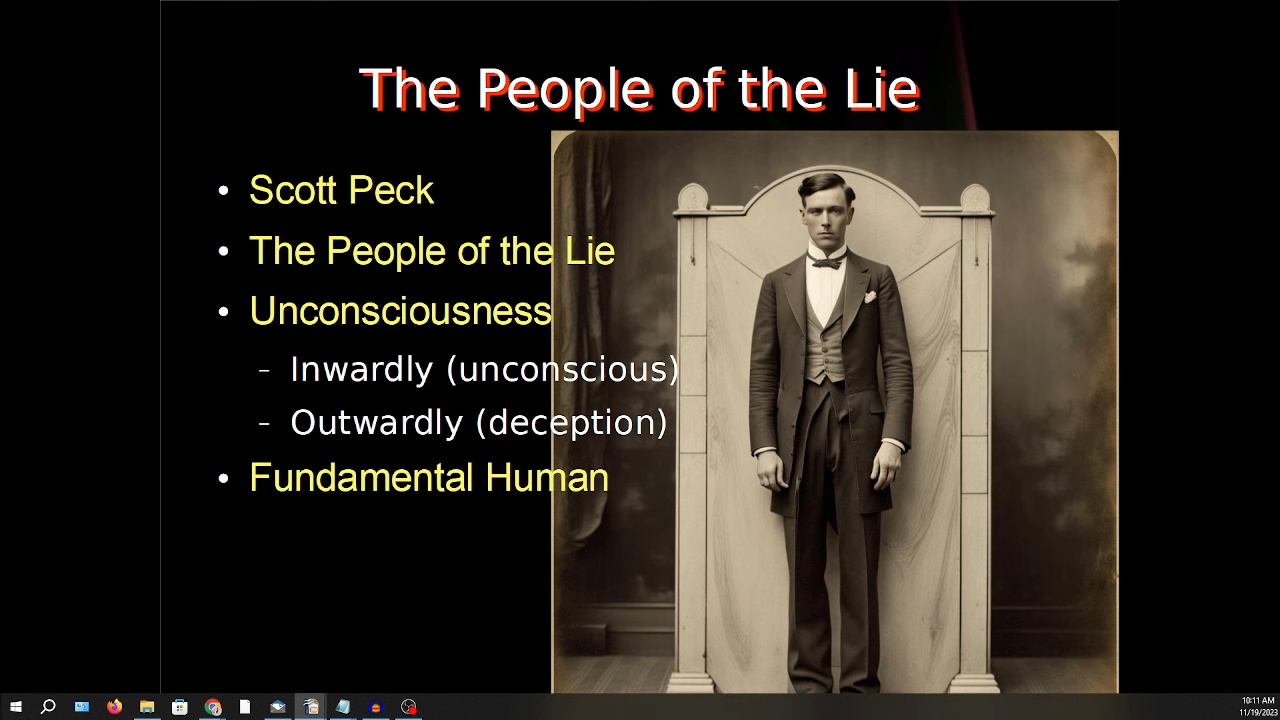 The People of the Lie
• Scott Peck
• The People of the Lie
• Unconsciousness
– Inwardly (unconscious)
– Outwardly (deception)
• Fundamental Human
10:11 AM
11/19/2023